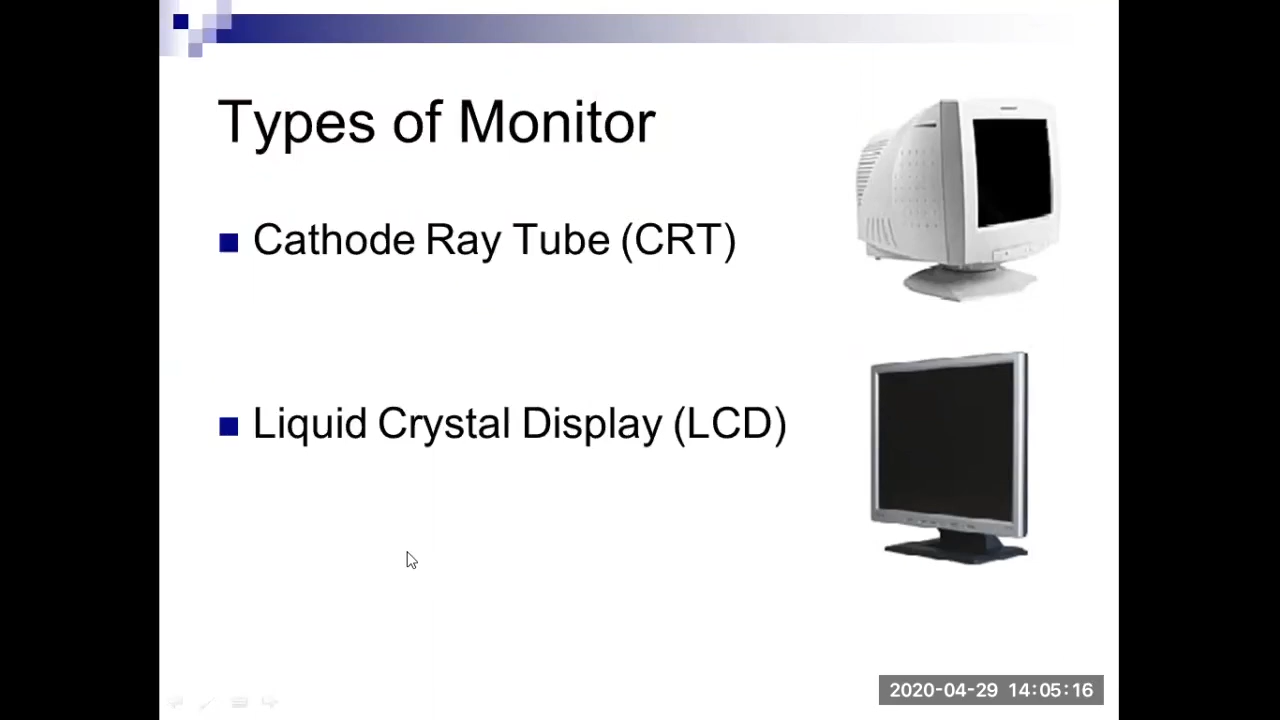 Types of Monitor
Cathode Ray Tube (CRT)
Liquid Crystal Display (LCD)
2020-04-29 14:05:16